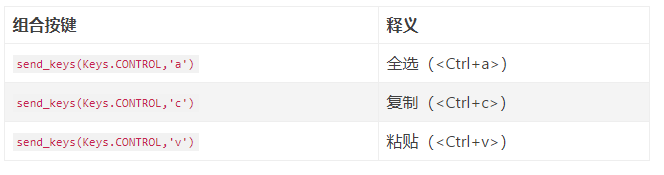 组合按键 释义
send_keys(Keys.CONTROL,'a') 全选（<Ctrl+a>）
send_keys(Keys.CONTROL,'c') 复制（<Ctrl+c>）
send_keys(Keys.CONTROL,'v') 粘贴（<Ctrl+v>）